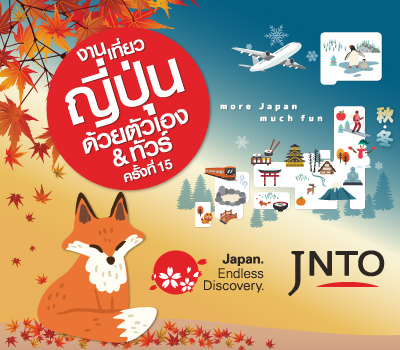 งานเที่ยว
ญี่ปุ่น
ด้วยตัวเอง
&ทัวร์
ครั้งที่ 15
more Japan
much fun
秋
冬
Japan.
Endless
Discovery.
JNTO